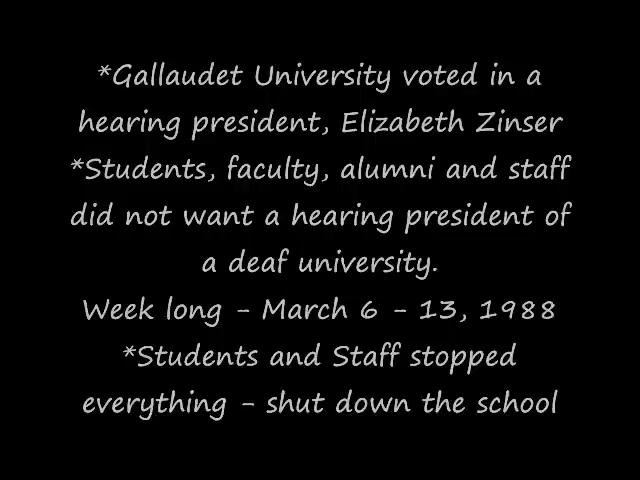 *Gallaudet University voted in a
hearing president, Elizabeth Zinser
*Students, faculty, alumni and staff
did not want a hearing president of
a deaf university.
Week long - March 6 - 13, 1988
*Students and Staff stopped
everything - shut down the school